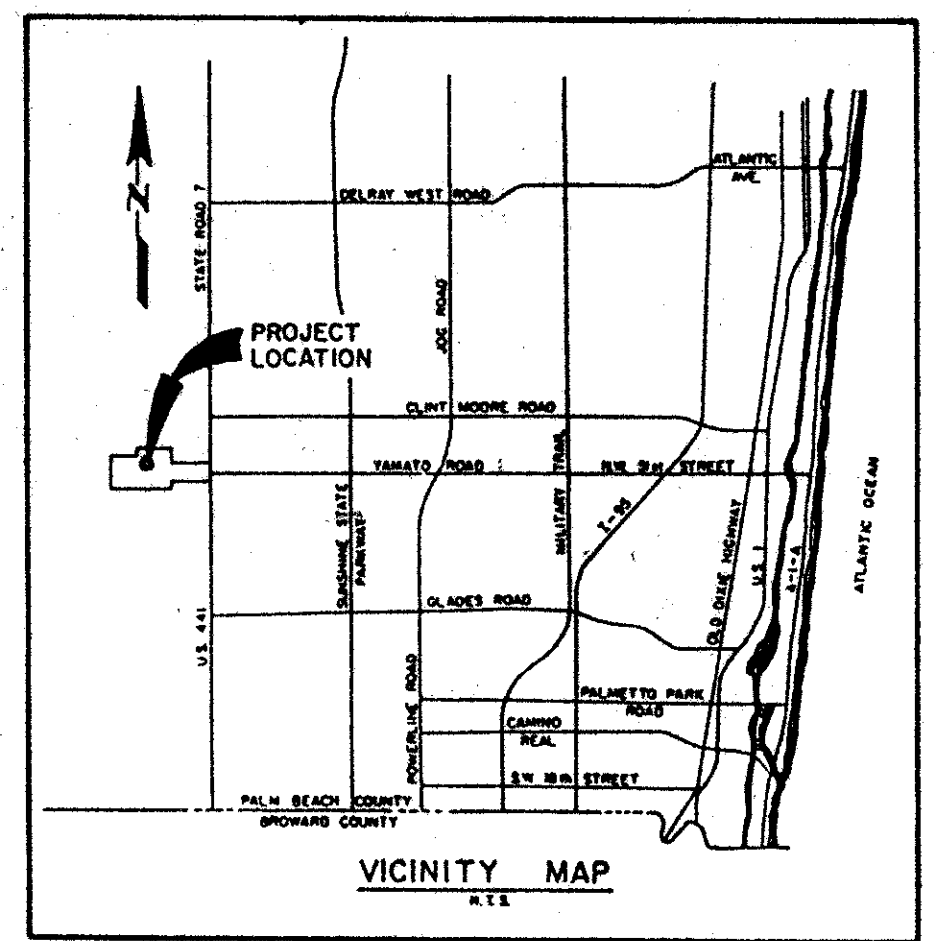 ATLANTIC
AVE.
DELRAY WEST ROAD
N
STATE ROAD 7
JOG ROAD
PROJECT
LOCATION
CLINT MOORE ROAD
YAMATO ROAD
N.W. 51st STREET
MILITARY TRAIL
I-95
SUNSHINE STATE
PARKWAY
OLD DIXIE HIGHWAY
U.S. 1
A-1-A
ATLANTIC OCEAN
U.S. 441
GLADES ROAD
POWERLINE ROAD
PALMETTO PARK
ROAD
CAMINO
REAL
S.W. 18th STREET
PALM BEACH COUNTY
BROWARD COUNTY
VICINITY MAP
N.T.S.